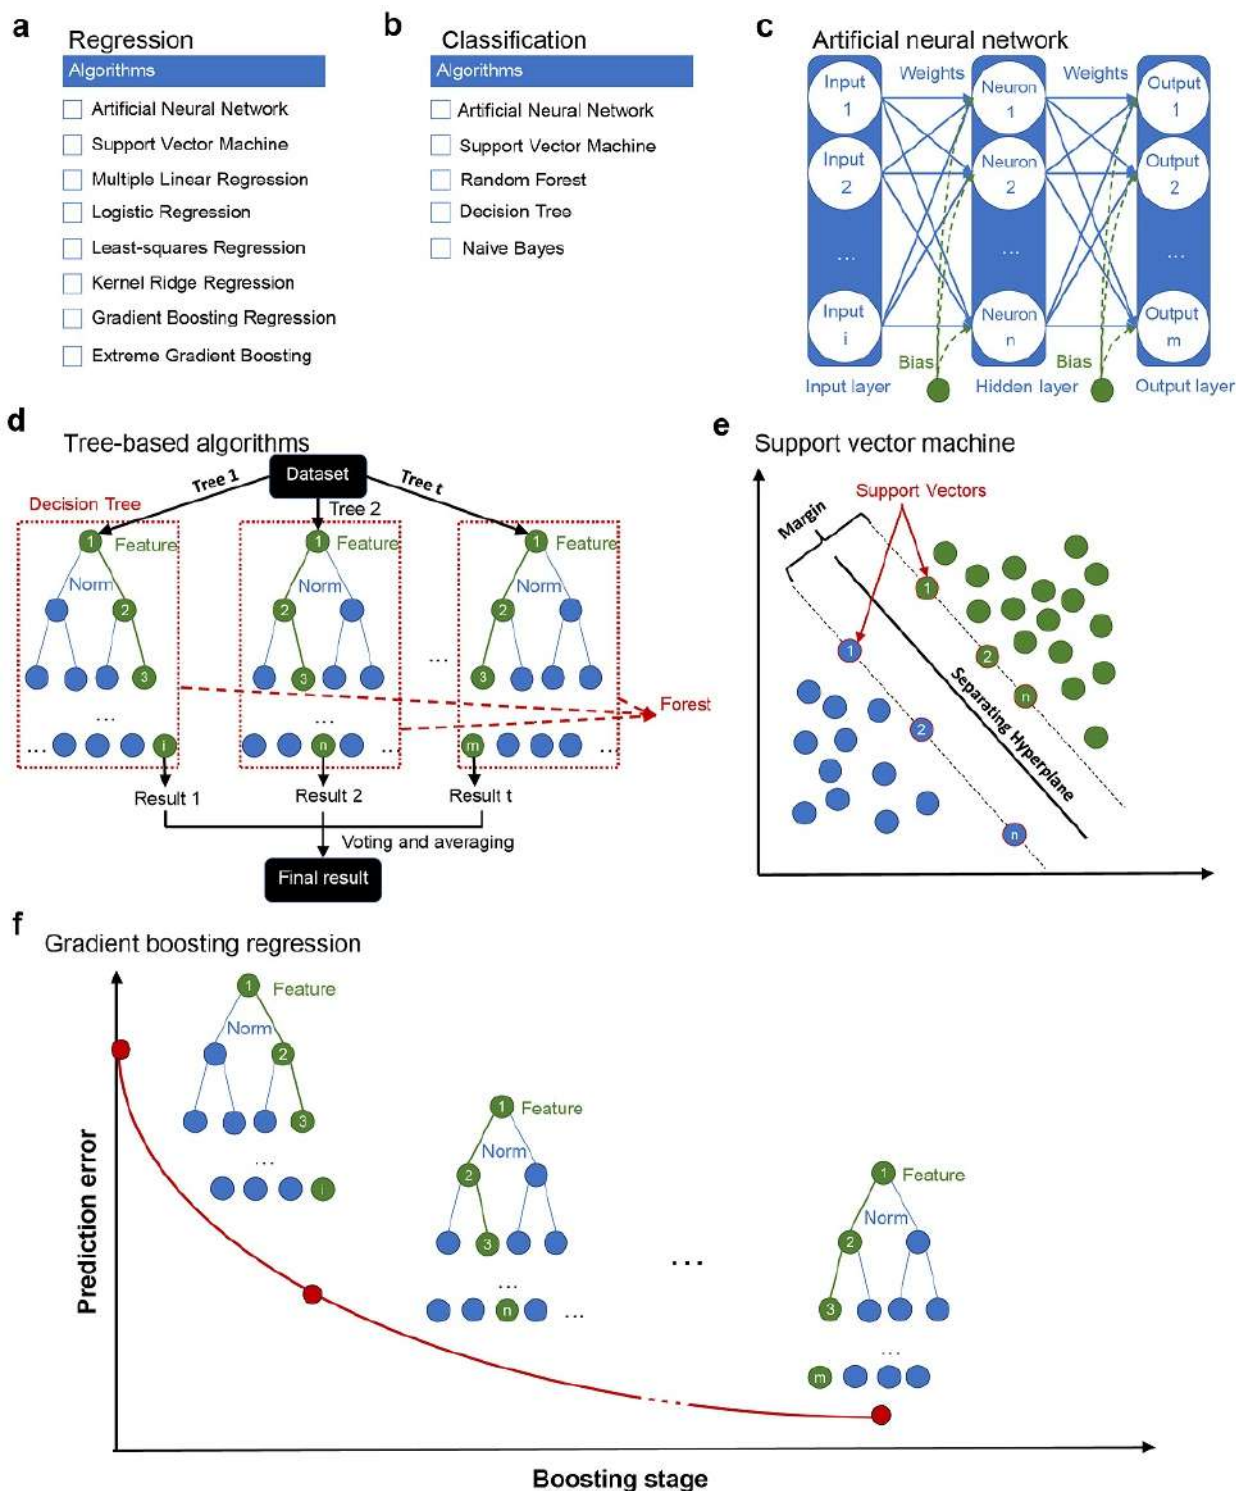 a
Regression
Algorithms
Artificial Neural Network
Support Vector Machine
Multiple Linear Regression
Logistic Regression
Least-squares Regression
Kernel Ridge Regression
Gradient Boosting Regression
Extreme Gradient Boosting
b
Classification
Algorithms
Artificial Neural Network
Support Vector Machine
Random Forest
Decision Tree
Naive Bayes
c
Artificial neural network
Input 1
Weights
Neuron 1
Weights
Output 1
Input 2
Neuron 2
Output 2
...
...
...
Input i
Neuron n
Output m
Bias
Bias
Input layer
Hidden layer
Output layer
d
Tree-based algorithms
Dataset
Tree 1
Tree 2
Tree t
Decision Tree
1 Feature
Norm
2
3
...
... i
1 Feature
Norm
2
3
...
n ...
...
1 Feature
Norm
2
3
m ...
Forest
Result 1
Result 2
Result t
Voting and averaging
Final result
e
Support vector machine
Support Vectors
Margin
1
2
n
1
2
n
Separating Hyperplane
f
Gradient boosting regression
Prediction error
1 Feature
Norm
2
3
...
i
1 Feature
Norm
2
3
...
n ...
...
1 Feature
Norm
2
3
...
m
Boosting stage